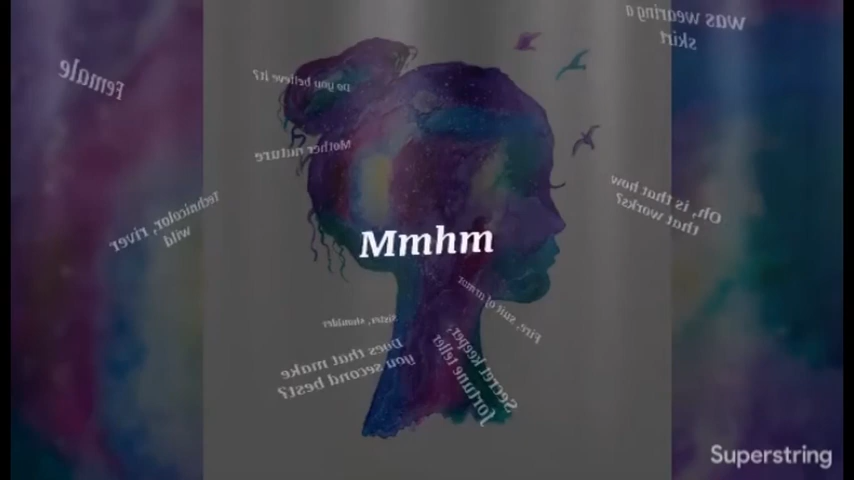 was wearing a
skirt
Female
Do you believe it?
Mother nuture
Oh, is that how
that works?
Technicolor, river
wild
Mmhm
Fire, suit of armor
Sister, shoulder
Does that make
you second best?
Secret keeper,
fortune teller
Superstring